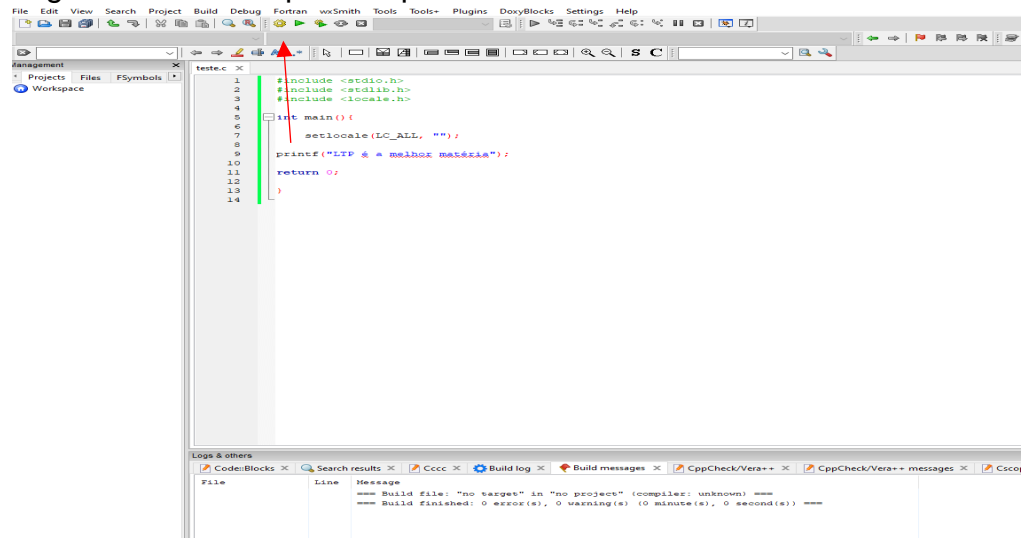 File Edit View Search Project Build Debug Fortran wxSmith Tools Tools+ Plugins DoxyBlocks Settings Help
S C
Management
Projects Files FSymbols
Workspace
teste.c
1 #include <stdio.h>
2 #include <stdlib.h>
3 #include <locale.h>
4
5 int main(){
6
7 setlocale(LC_ALL, "");
8
9 printf("LTP é a melhor matéria");
10
11 return 0;
12
13 }
14
Logs & others
Code::Blocks Search results Cccc Build log Build messages CppCheck/Vera++ CppCheck/Vera++ messages Cscop
File Line Message
=== Build file: "no target" in "no project" (compiler: unknown) ===
=== Build finished: 0 error(s), 0 warning(s) (0 minute(s), 0 second(s)) ===